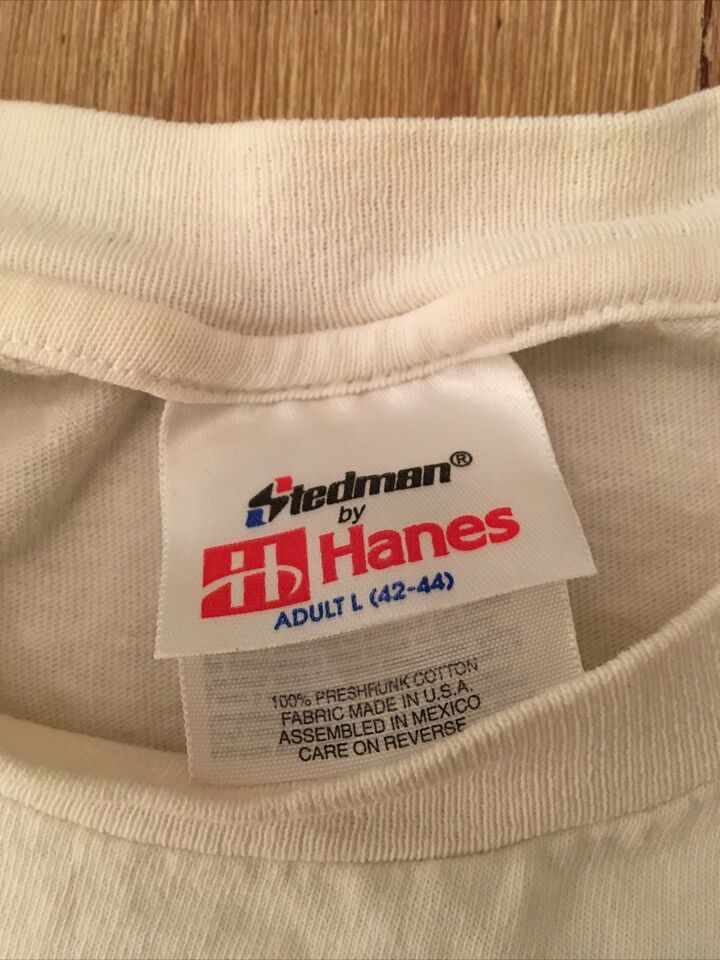 Stedman®
by
Hanes
ADULT L (42-44)
100% PRESHRUNK COTTON
FABRIC MADE IN U.S.A.
ASSEMBLED IN MEXICO
CARE ON REVERSE